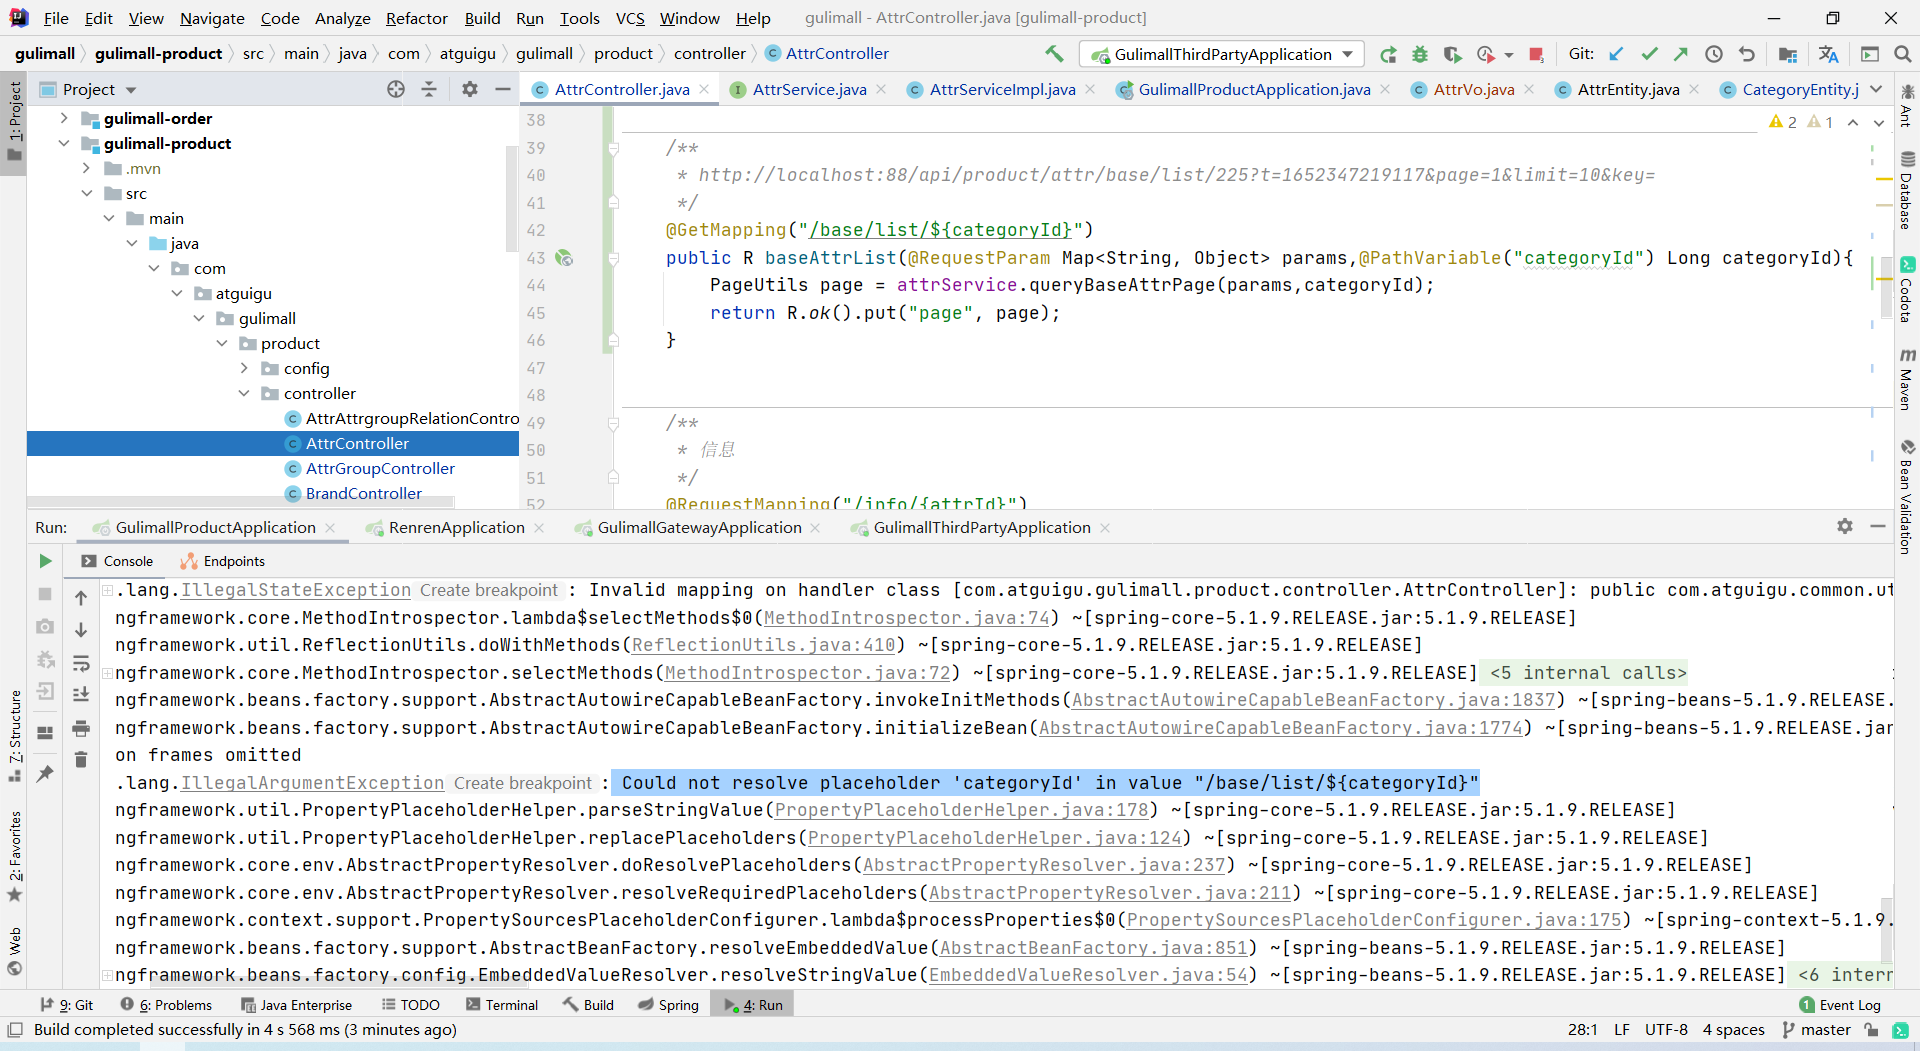 File Edit View Navigate Code Analyze Refactor Build Run Tools VCS Window Help gulimall - AttrController.java [gulimall-product]
gulimall gulimall-product src main java com atguigu gulimall product controller AttrController GulimallThirdPartyApplication Git:
Project AttrController.java AttrService.java AttrServiceImpl.java GulimallProductApplication.java AttrVo.java AttrEntity.java CategoryEntity.j
1: Project
gulimall-order
gulimall-product
.mvn
src
main
java
com
atguigu
gulimall
product
config
controller
AttrAttrgroupRelationContro
AttrController
AttrGroupController
BrandController
2 1
38
39 /**
40 * http://localhost:88/api/product/attr/base/list/225?t=1652347219117&page=1&limit=10&key=
41 */
42 @GetMapping("/base/list/${categoryId}")
43 public R baseAttrList(@RequestParam Map<String, Object> params,@PathVariable("categoryId") Long categoryId){
44 PageUtils page = attrService.queryBaseAttrPage(params,categoryId);
45 return R.ok().put("page", page);
46 }
47
48
49 /**
50 * 信息
51 */
52 @RequestMapping("/info/{attrId}")
Ant
Database
Codota
Maven
Bean Validation
Run: GulimallProductApplication RenrenApplication GulimallGatewayApplication GulimallThirdPartyApplication
Console Endpoints
.lang.IllegalStateException Create breakpoint : Invalid mapping on handler class [com.atguigu.gulimall.product.controller.AttrController]: public com.atguigu.common.ut
ngframework.core.MethodIntrospector.lambda$selectMethods$0(MethodIntrospector.java:74) ~[spring-core-5.1.9.RELEASE.jar:5.1.9.RELEASE]
ngframework.util.ReflectionUtils.doWithMethods(ReflectionUtils.java:410) ~[spring-core-5.1.9.RELEASE.jar:5.1.9.RELEASE]
ngframework.core.MethodIntrospector.selectMethods(MethodIntrospector.java:72) ~[spring-core-5.1.9.RELEASE.jar:5.1.9.RELEASE] <5 internal calls>
ngframework.beans.factory.support.AbstractAutowireCapableBeanFactory.invokeInitMethods(AbstractAutowireCapableBeanFactory.java:1837) ~[spring-beans-5.1.9.RELEASE.
ngframework.beans.factory.support.AbstractAutowireCapableBeanFactory.initializeBean(AbstractAutowireCapableBeanFactory.java:1774) ~[spring-beans-5.1.9.RELEASE.jar
on frames omitted
.lang.IllegalArgumentException Create breakpoint : Could not resolve placeholder 'categoryId' in value "/base/list/${categoryId}"
ngframework.util.PropertyPlaceholderHelper.parseStringValue(PropertyPlaceholderHelper.java:178) ~[spring-core-5.1.9.RELEASE.jar:5.1.9.RELEASE]
ngframework.util.PropertyPlaceholderHelper.replacePlaceholders(PropertyPlaceholderHelper.java:124) ~[spring-core-5.1.9.RELEASE.jar:5.1.9.RELEASE]
ngframework.core.env.AbstractPropertyResolver.doResolvePlaceholders(AbstractPropertyResolver.java:237) ~[spring-core-5.1.9.RELEASE.jar:5.1.9.RELEASE]
ngframework.core.env.AbstractPropertyResolver.resolveRequiredPlaceholders(AbstractPropertyResolver.java:211) ~[spring-core-5.1.9.RELEASE.jar:5.1.9.RELEASE]
ngframework.context.support.PropertySourcesPlaceholderConfigurer.lambda$processProperties$0(PropertySourcesPlaceholderConfigurer.java:175) ~[spring-context-5.1.9.
ngframework.beans.factory.support.AbstractBeanFactory.resolveEmbeddedValue(AbstractBeanFactory.java:851) ~[spring-beans-5.1.9.RELEASE.jar:5.1.9.RELEASE]
ngframework.beans.factory.config.EmbeddedValueResolver.resolveStringValue(EmbeddedValueResolver.java:54) ~[spring-beans-5.1.9.RELEASE.jar:5.1.9.RELEASE] <6 intern
7: Structure
2: Favorites
Web
9: Git 6: Problems Java Enterprise TODO Terminal Build Spring 4: Run 1 Event Log
Build completed successfully in 4 s 568 ms (3 minutes ago) 28:1 LF UTF-8 4 spaces master